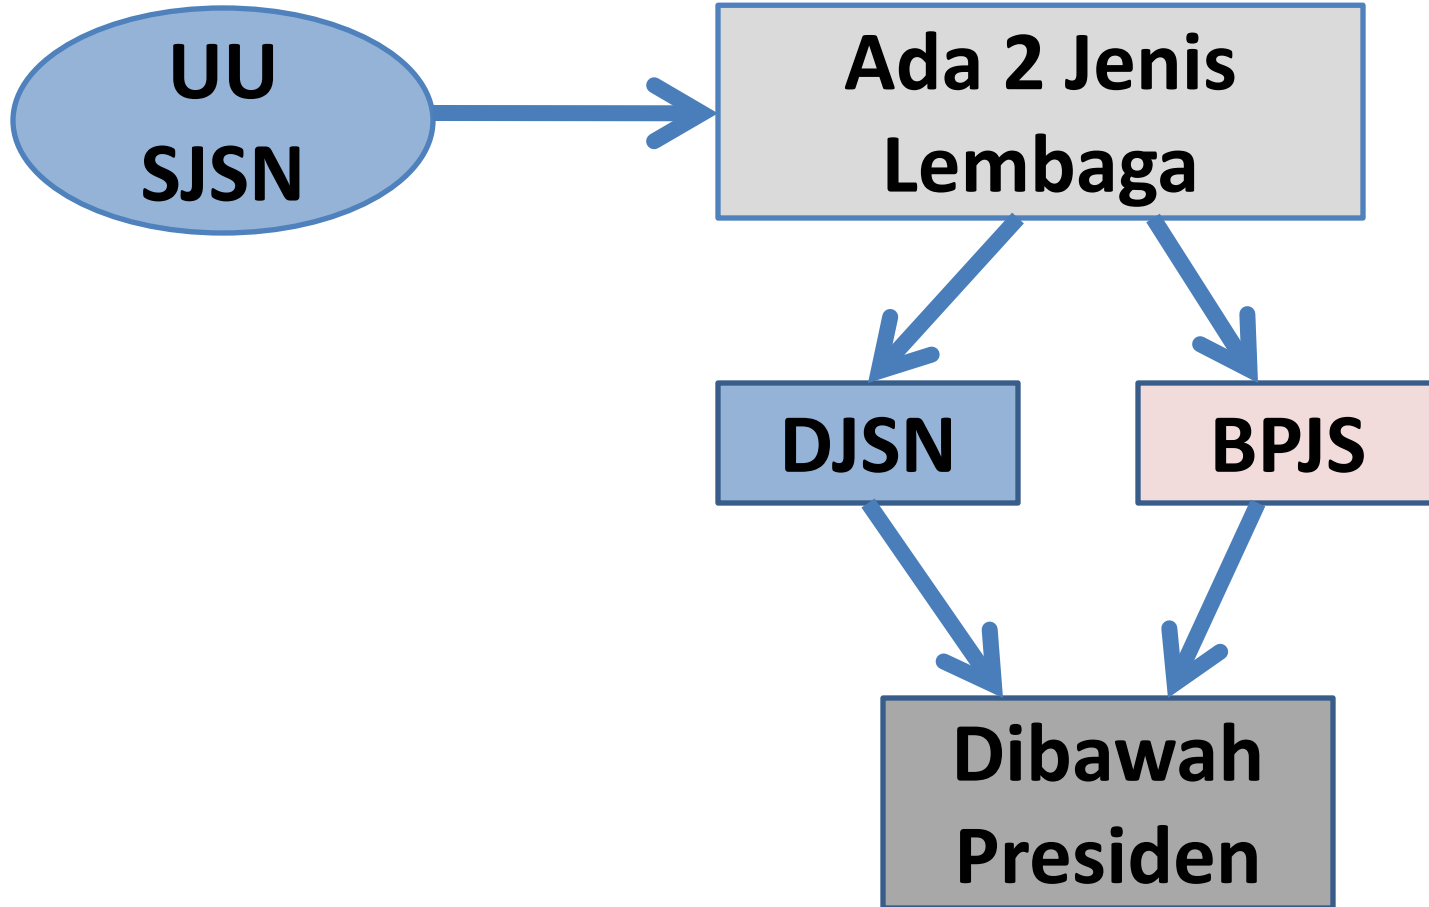 UU
SJSN
Ada 2 Jenis
Lembaga
DJSN
BPJS
Dibawah
Presiden